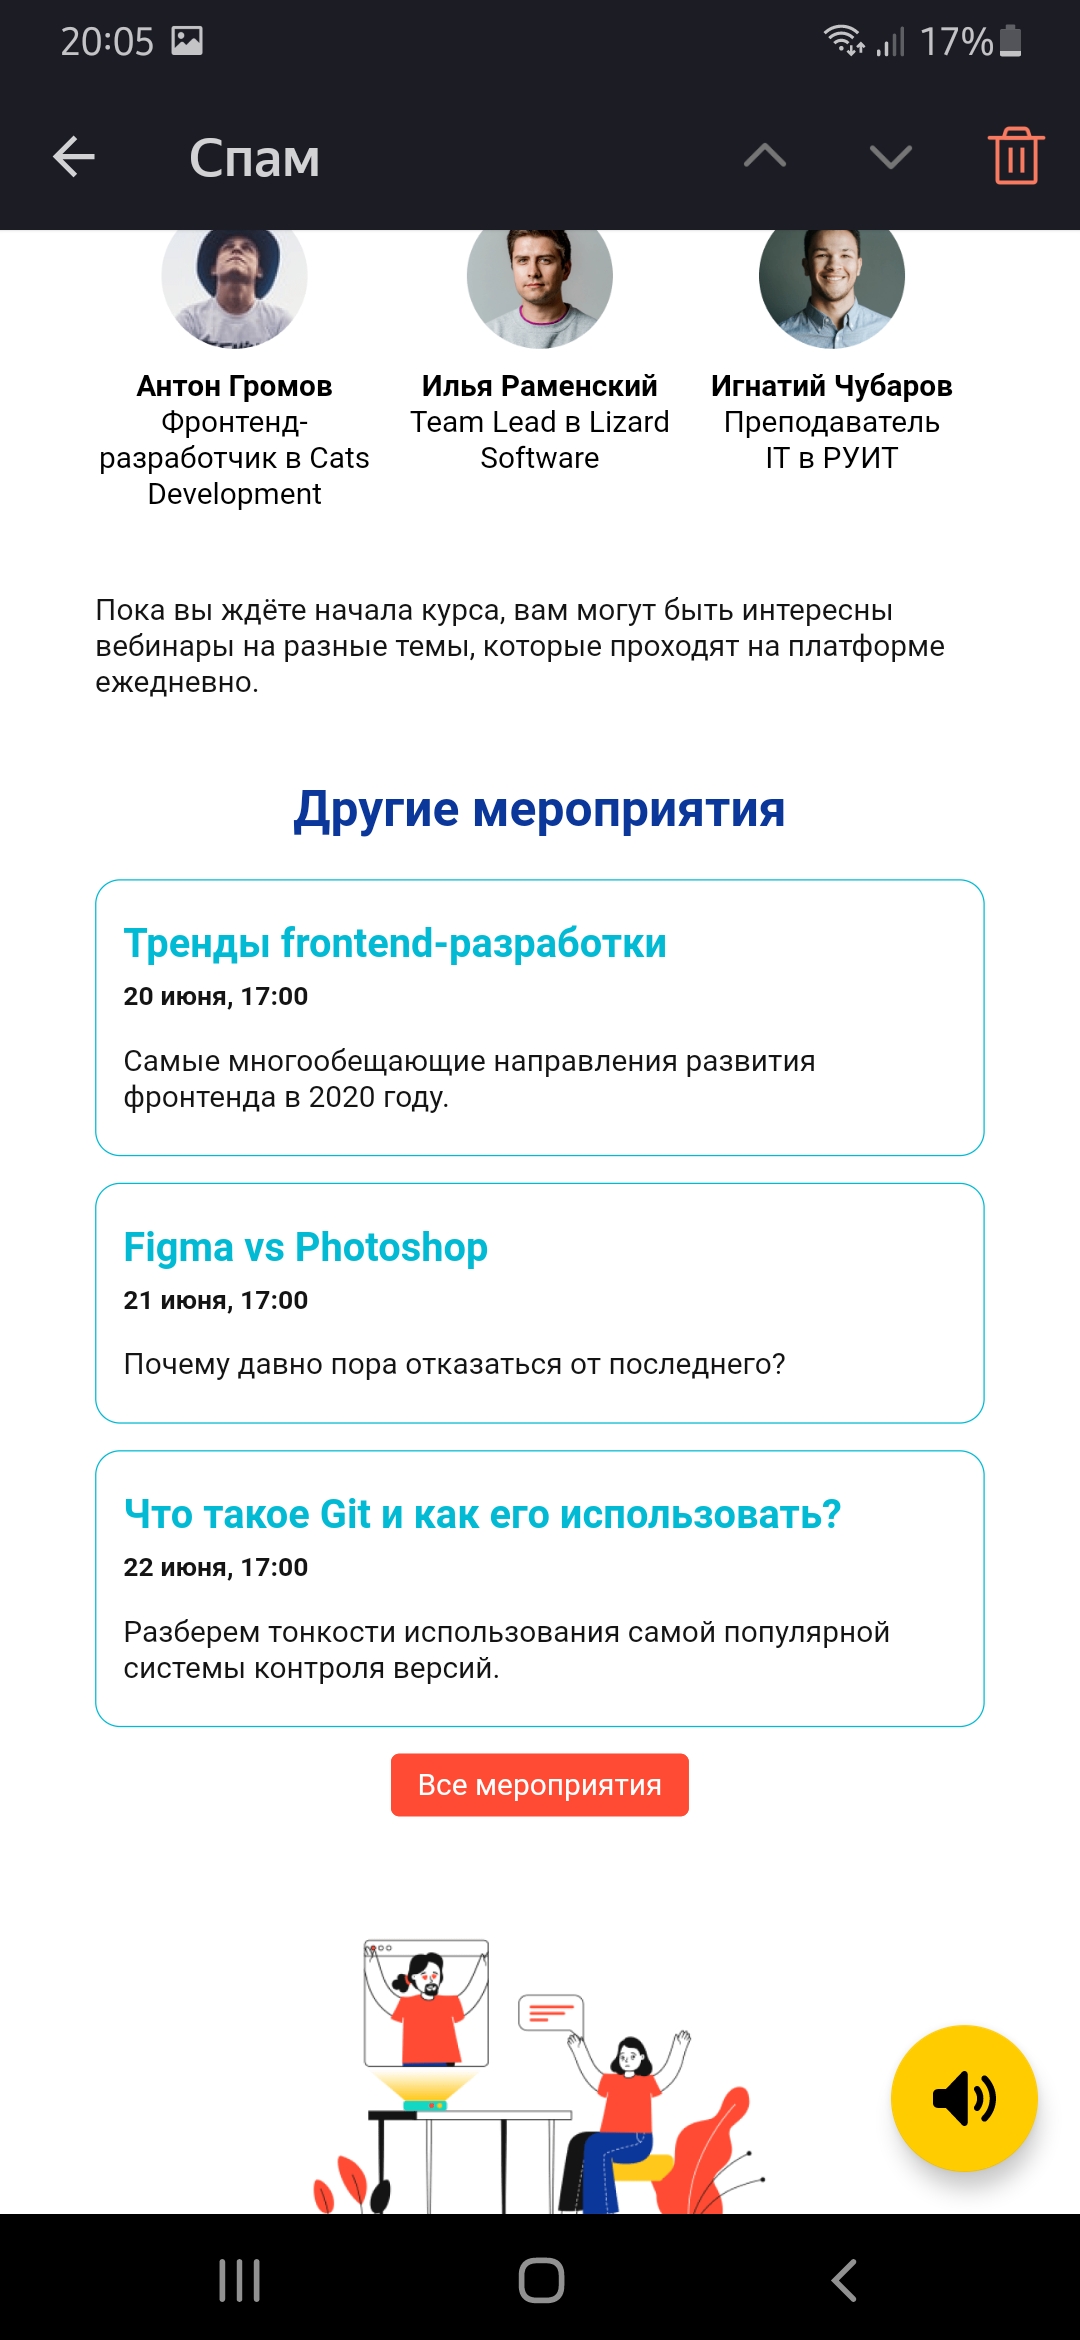 20:05
17%
Спам
Антон Громов
Фронтенд-
разработчик в Cats
Development
Илья Раменский
Team Lead в Lizard
Software
Игнатий Чубаров
Преподаватель
IT в РУИТ
Пока вы ждёте начала курса, вам могут быть интересны
вебинары на разные темы, которые проходят на платформе
ежедневно.
Другие мероприятия
Тренды frontend-разработки
20 июня, 17:00
Самые многообещающие направления развития
фронтенда в 2020 году.
Figma vs Photoshop
21 июня, 17:00
Почему давно пора отказаться от последнего?
Что такое Git и как его использовать?
22 июня, 17:00
Разберем тонкости использования самой популярной
системы контроля версий.
Все мероприятия